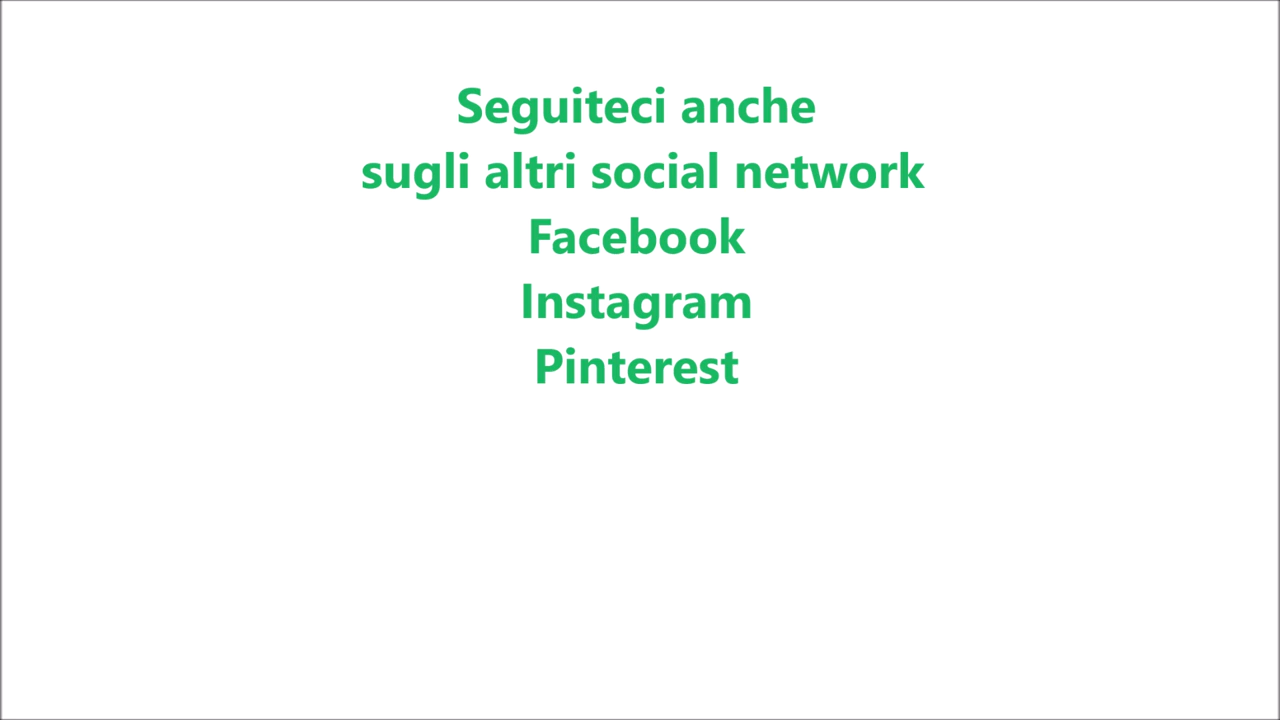 Seguiteci anche
sugli altri social network
Facebook
Instagram
Pinterest